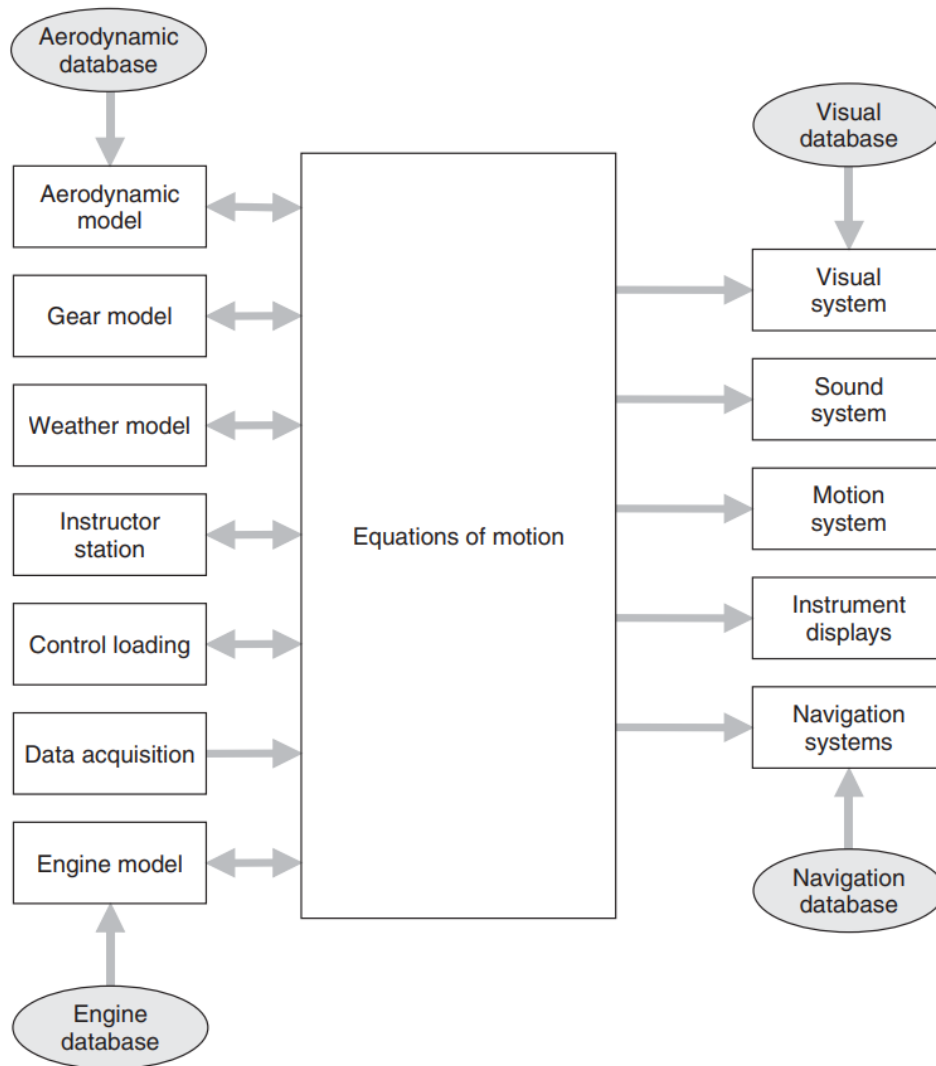 Aerodynamic
database
Aerodynamic
model
Gear model
Weather model
Instructor
station
Control loading
Data acquisition
Engine model
Engine
database
Equations of motion
Visual
database
Visual
system
Sound
system
Motion
system
Instrument
displays
Navigation
systems
Navigation
database